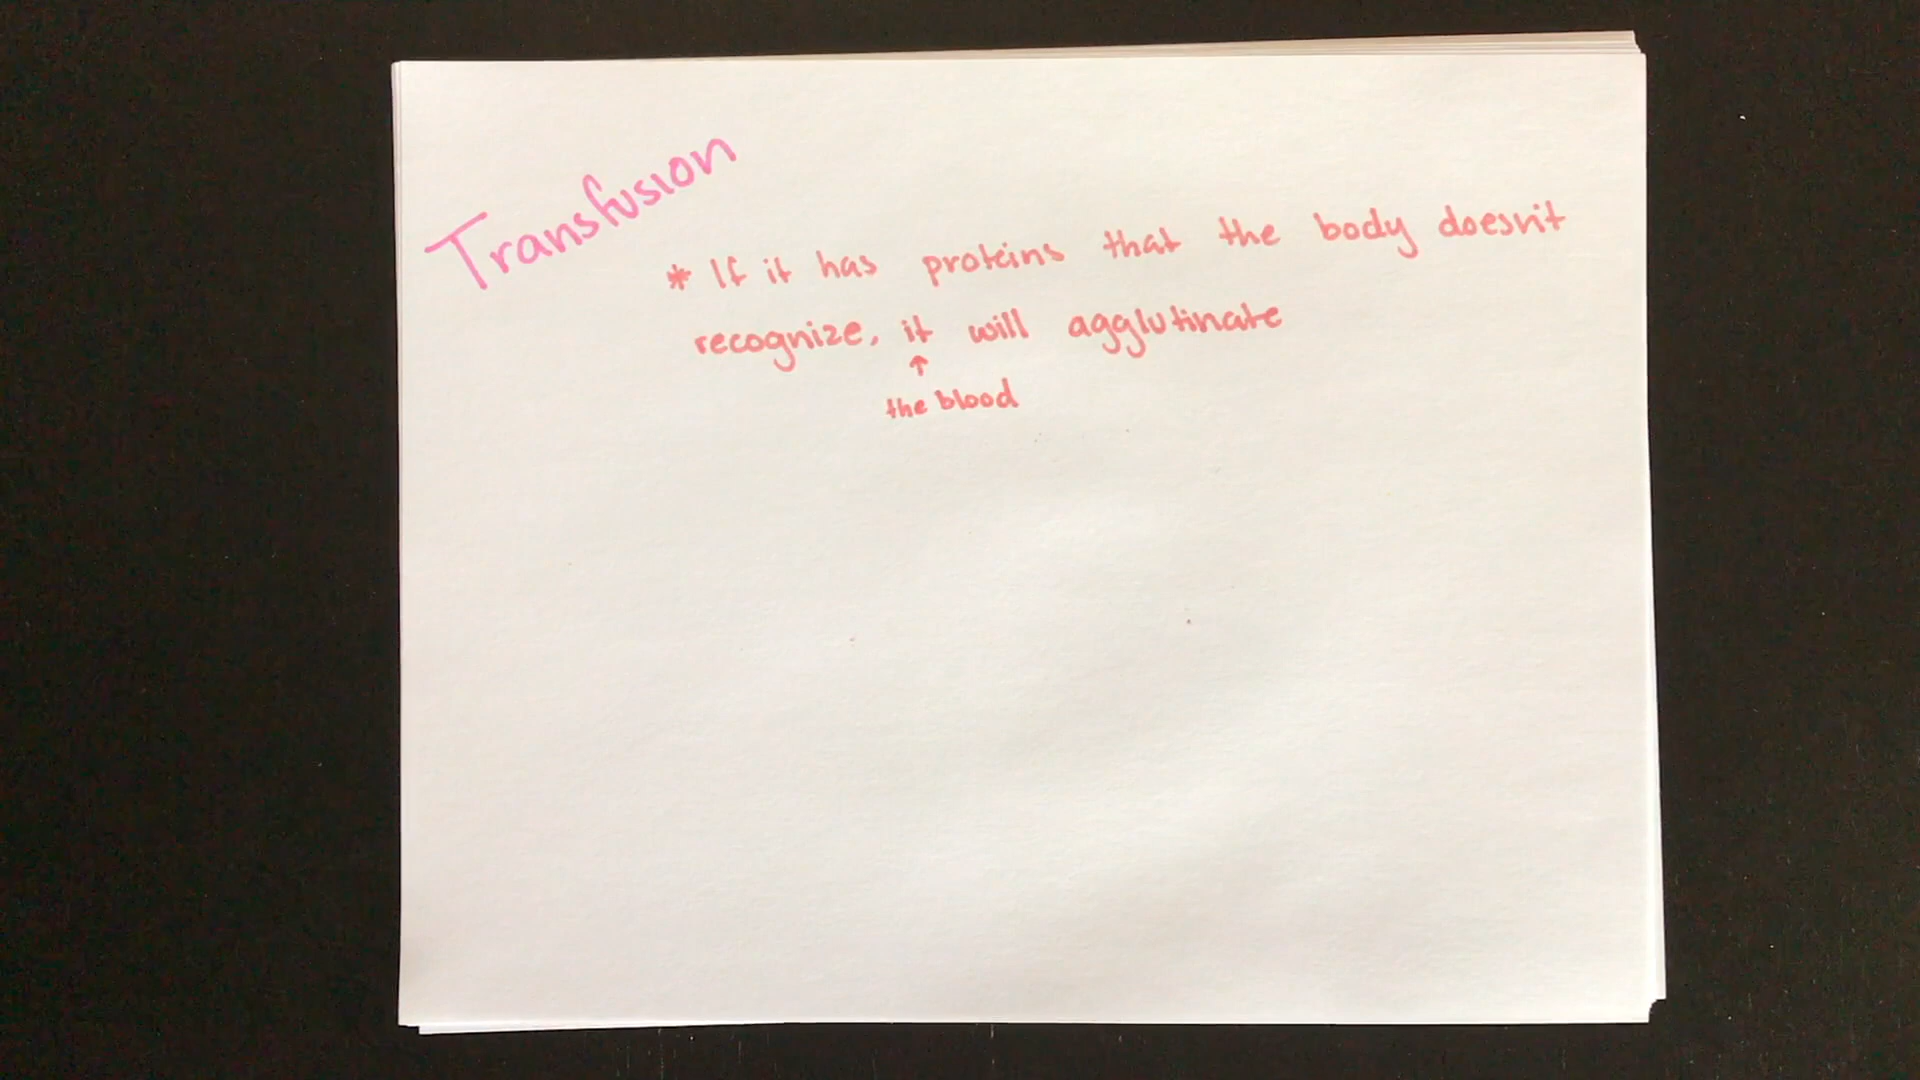 Transfusion
* If it has proteins that the body doesn't
recognize, it will agglutinate
↑
the blood